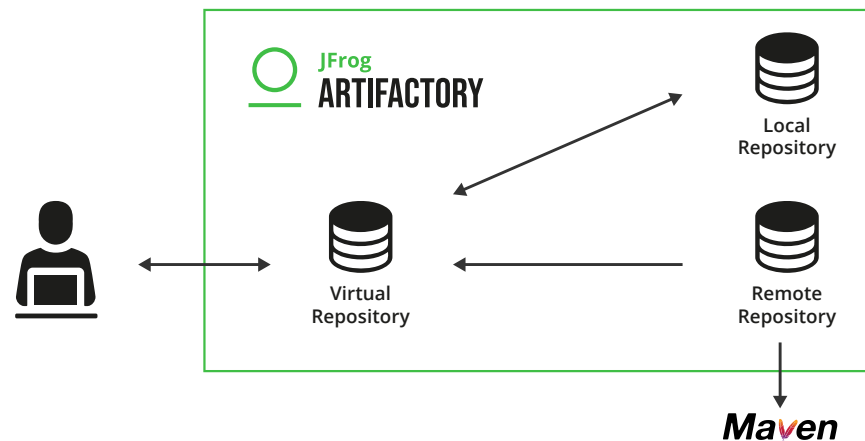 JFrog
ARTIFACTORY
Local
Repository
Virtual
Repository
Remote
Repository
Maven